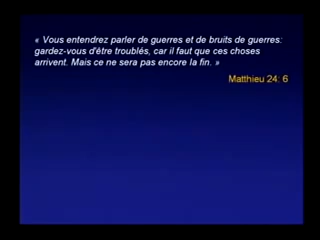 « Vous entendrez parler de guerres et de bruits de guerres:
gardez-vous d'être troublés, car il faut que ces choses
arrivent. Mais ce ne sera pas encore la fin. »
Matthieu 24: 6